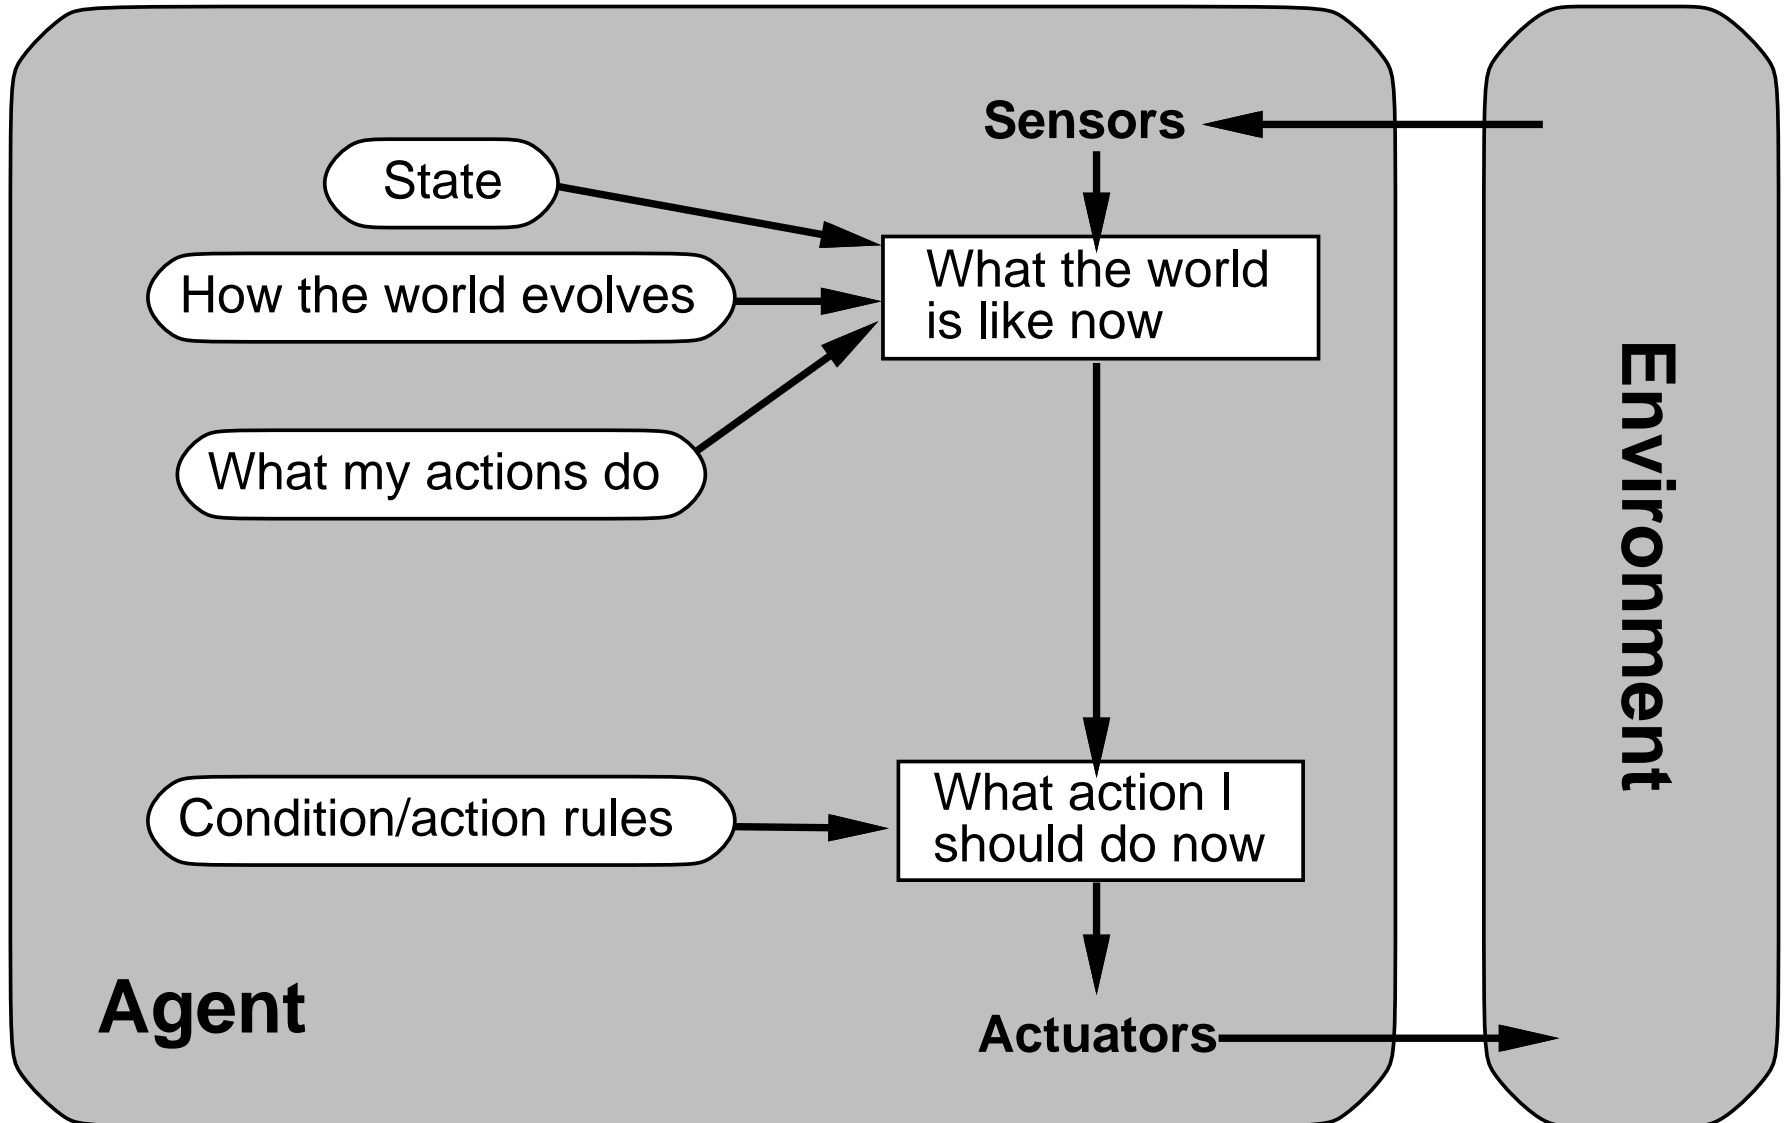 Sensors
State
What the world
is like now
How the world evolves
What my actions do
Environment
What action I
should do now
Condition/action rules
Agent
Actuators